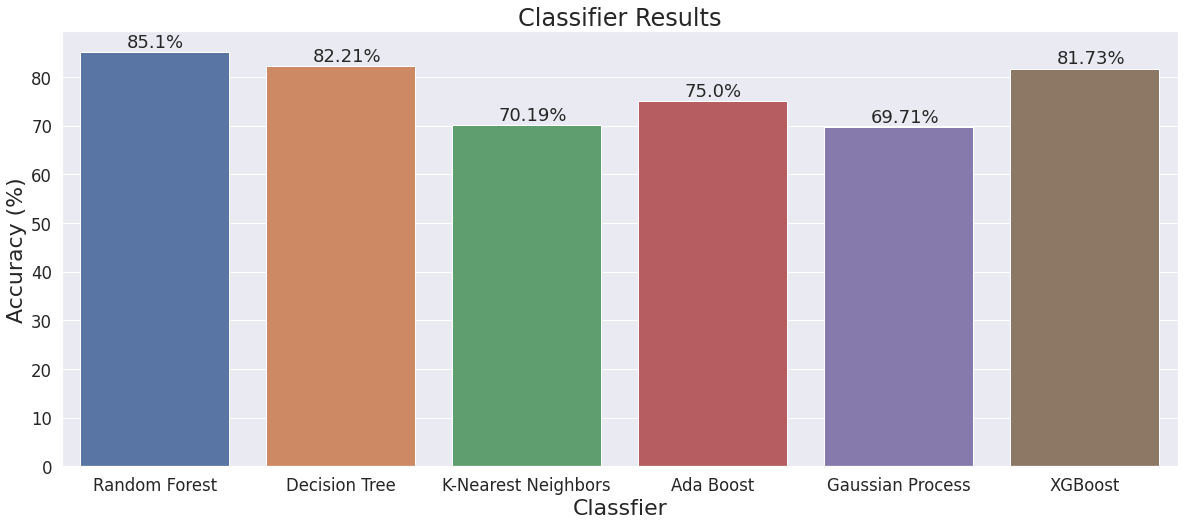 Classifier Results
85.1%
82.21%
70.19%
75.0%
69.71%
81.73%
Accuracy (%)
80
70
60
50
40
30
20
10
0
Random Forest
Decision Tree
K-Nearest Neighbors
Ada Boost
Gaussian Process
XGBoost
Classfier